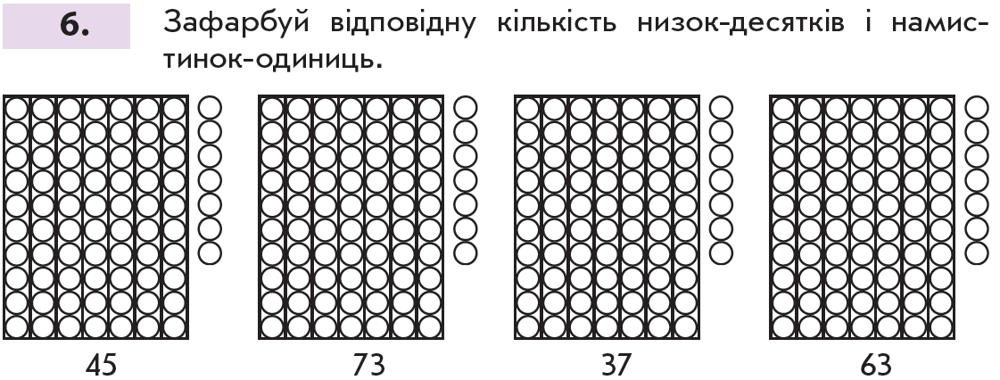 6. Зафарбуй відповідну кількість низок-десятків і намис-
тинок-одиниць.
45 73 37 63